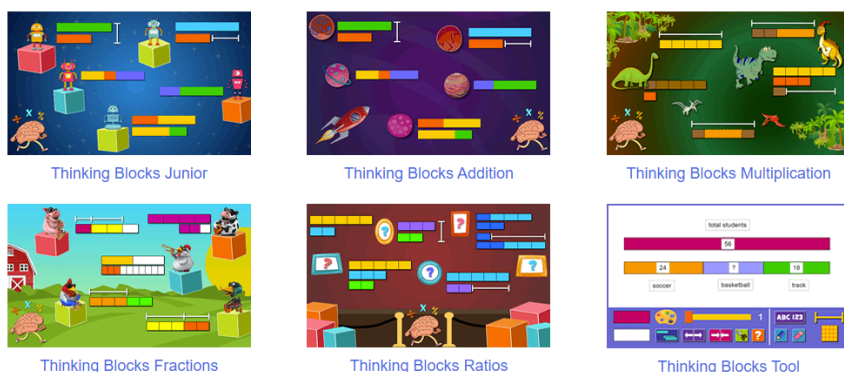 Thinking Blocks Junior
Thinking Blocks Addition
Thinking Blocks Multiplication
?
?
?
?
total students
56
24
?
18
soccer
basketball
track
1
ABC 123
?
Thinking Blocks Fractions
Thinking Blocks Ratios
Thinking Blocks Tool